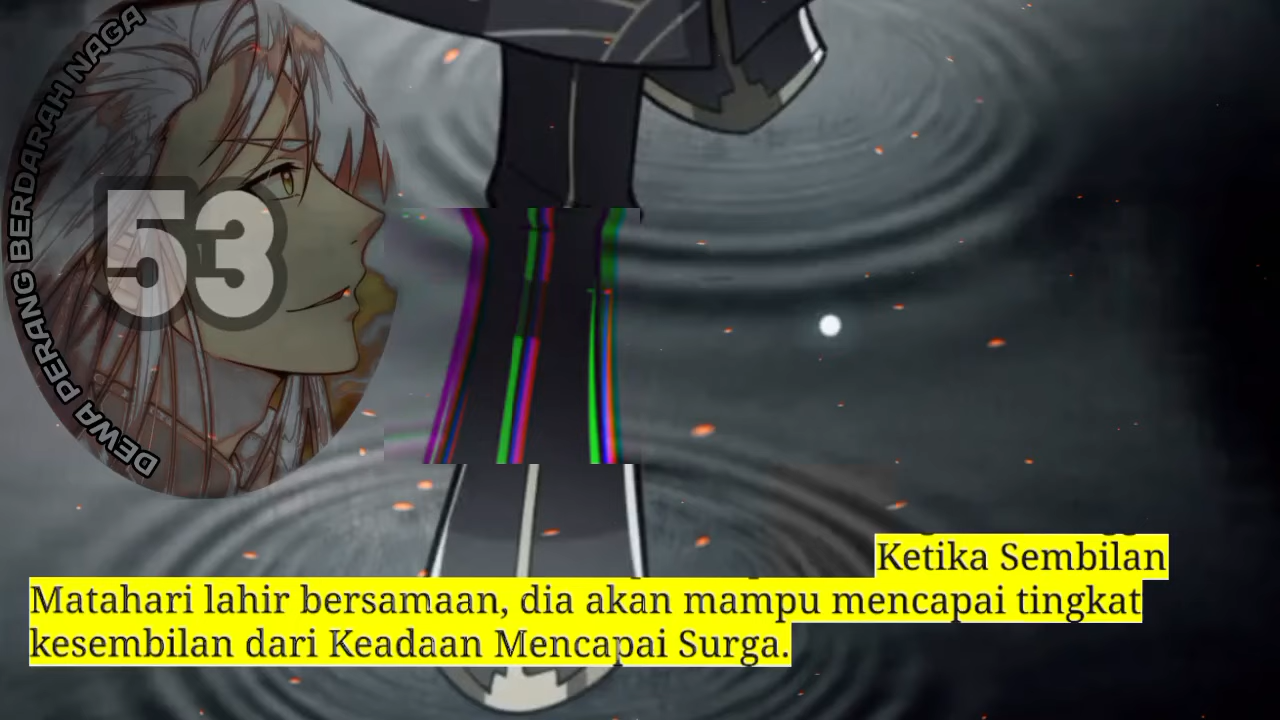 DEWA PERANG BERDARAH NAGA
53
Ketika Sembilan
Matahari lahir bersamaan, dia akan mampu mencapai tingkat
kesembilan dari Keadaan Mencapai Surga.